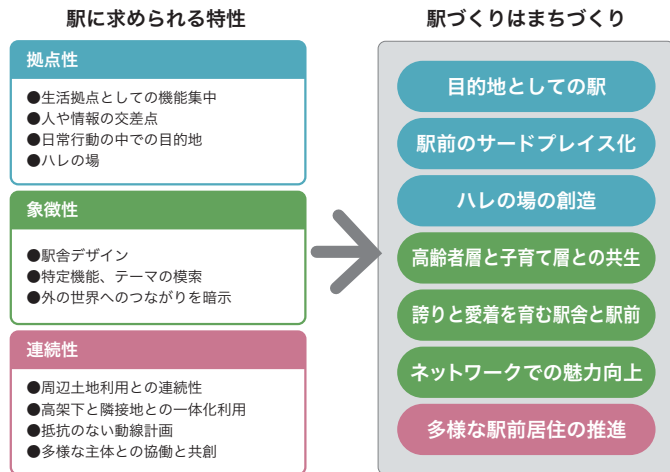 駅に求められる特性
拠点性
●生活拠点としての機能集中
●人や情報の交差点
●日常行動の中での目的地
●ハレの場
象徴性
●駅舎デザイン
●特定機能、テーマの模索
●外の世界へのつながりを暗示
連続性
●周辺土地利用との連続性
●高架下と隣接地との一体化利用
●抵抗のない動線計画
●多様な主体との協働と共創
駅づくりはまちづくり
目的地としての駅
駅前のサードプレイス化
ハレの場の創造
高齢者層と子育て層との共生
誇りと愛着を育む駅舎と駅前
ネットワークでの魅力向上
多様な駅前居住の推進